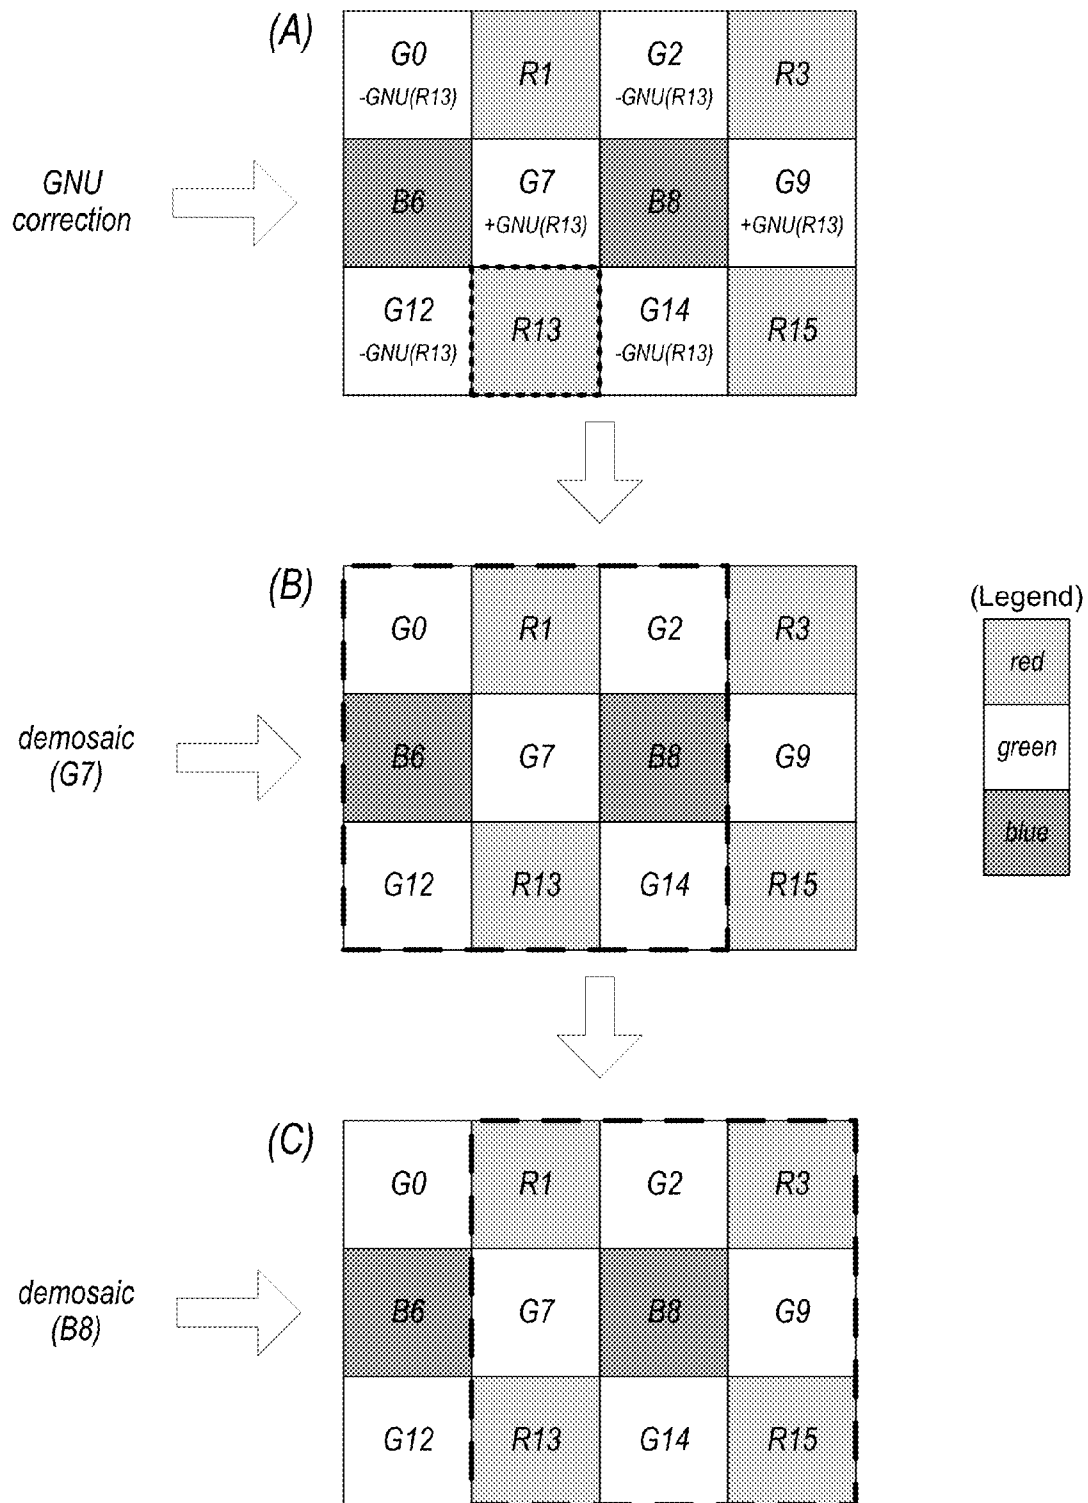 (A)
G0
-GNU(R13)
R1
G2
-GNU(R13)
R3
GNU
correction
B6
G7
+GNU(R13)
B8
G9
+GNU(R13)
G12
-GNU(R13)
R13
G14
-GNU(R13)
R15
(B)
G0
R1
G2
R3
demosaic
(G7)
B6
G7
B8
G9
G12
R13
G14
R15
(Legend)
red
green
blue
(C)
G0
R1
G2
R3
demosaic
(B8)
B6
G7
B8
G9
G12
R13
G14
R15